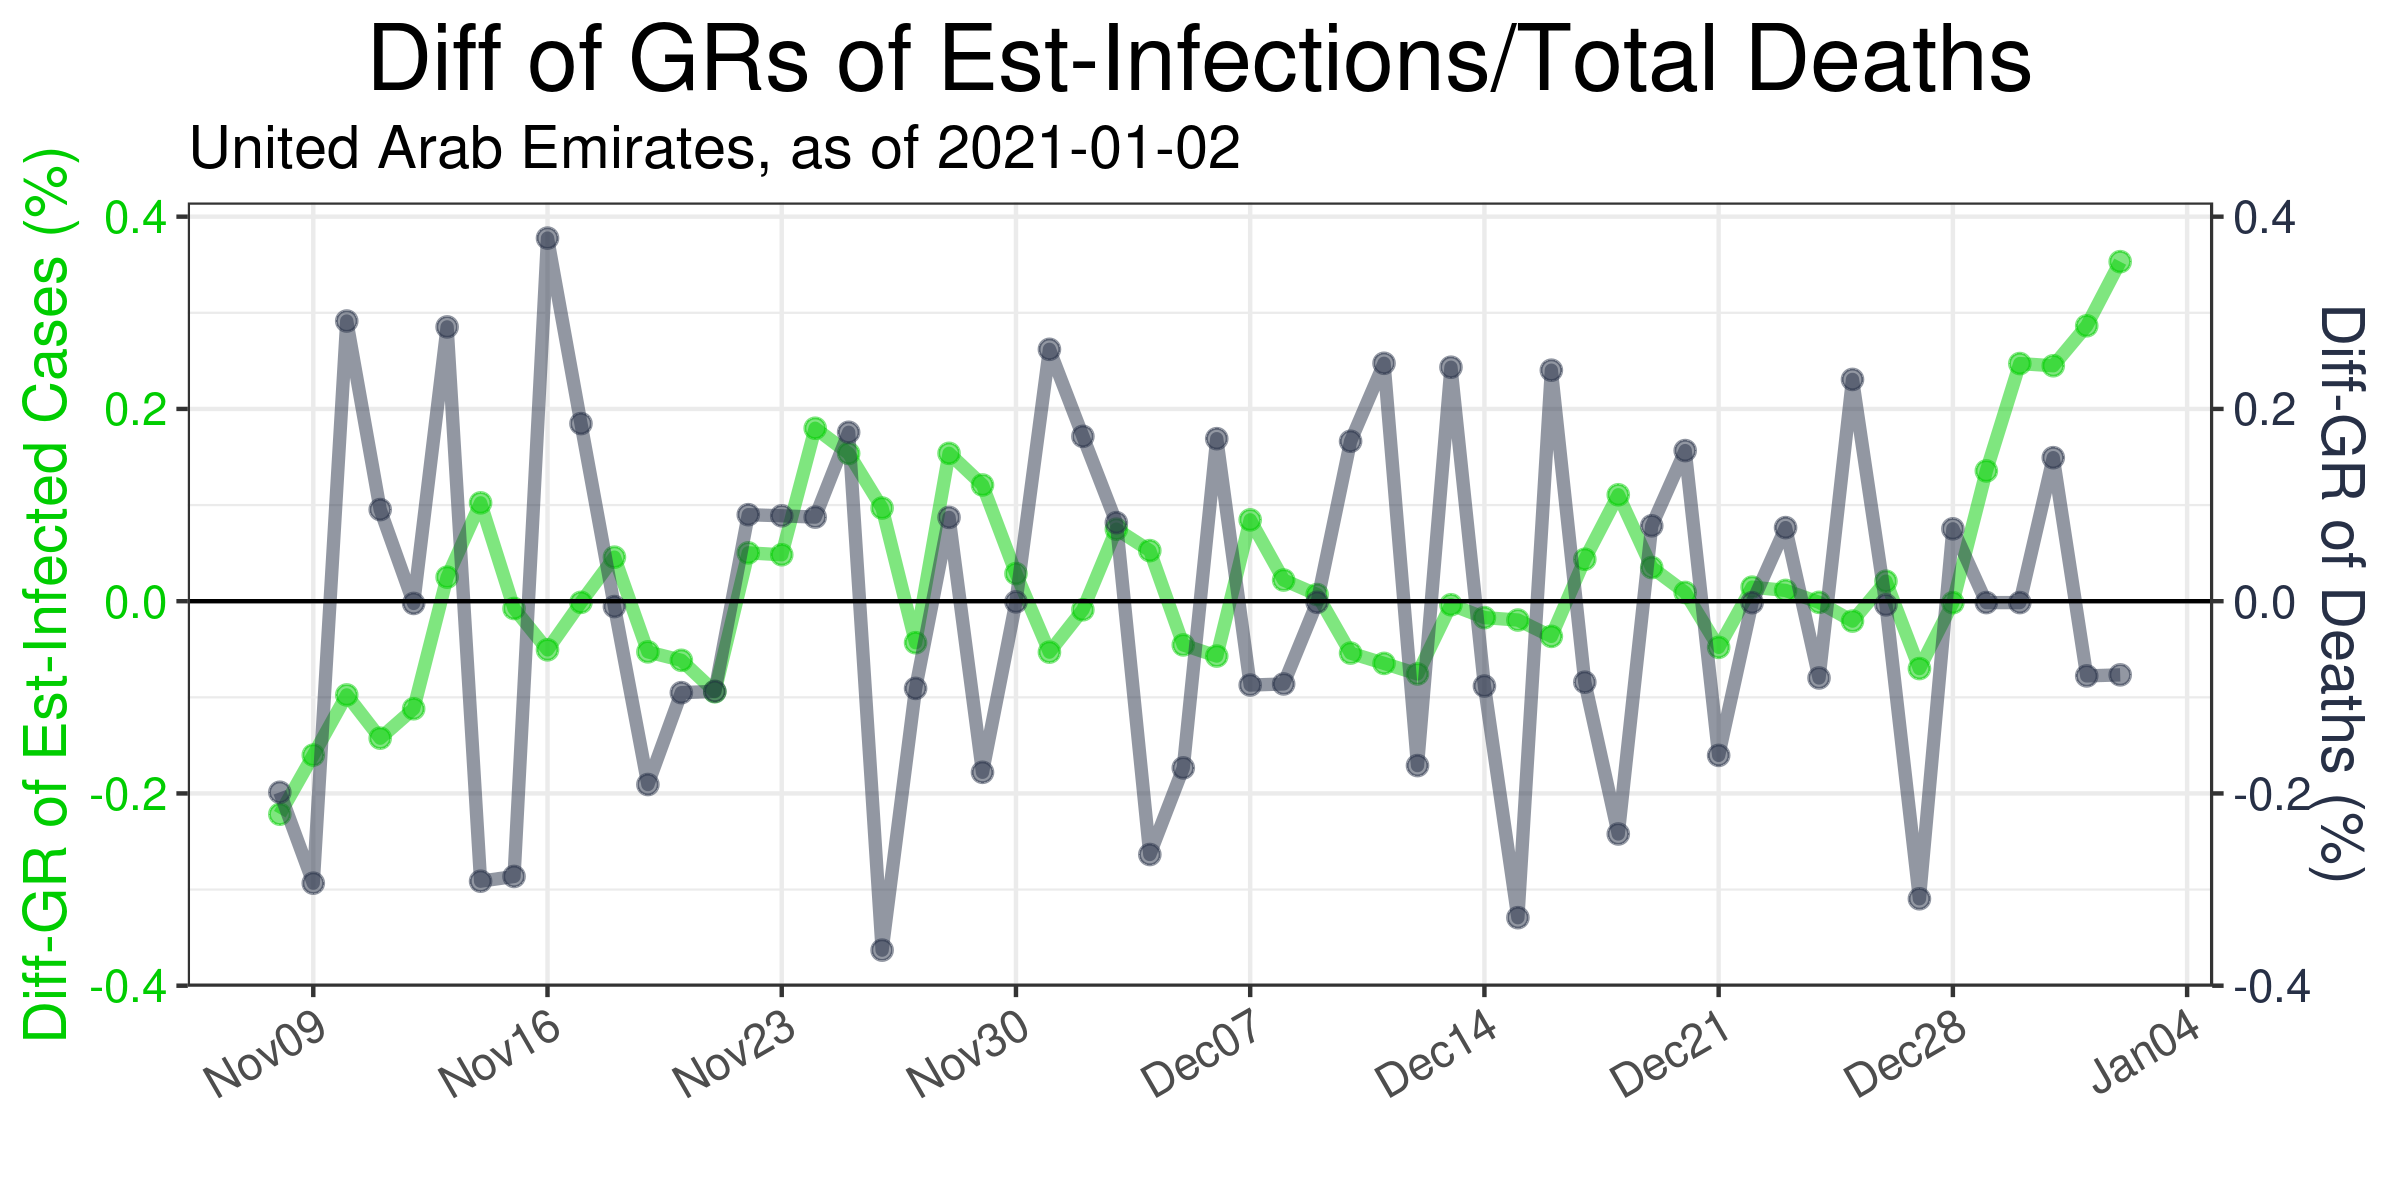 Diff of GRs of Est-Infections/Total Deaths
United Arab Emirates, as of 2021-01-02
Diff-GR of Est-Infected Cases (%)
0.4
0.2
0.0
-0.2
-0.4
0.4
0.2
0.0
-0.2
-0.4
Diff-GR of Deaths (%)
Nov09
Nov16
Nov23
Nov30
Dec07
Dec14
Dec21
Dec28
Jan04